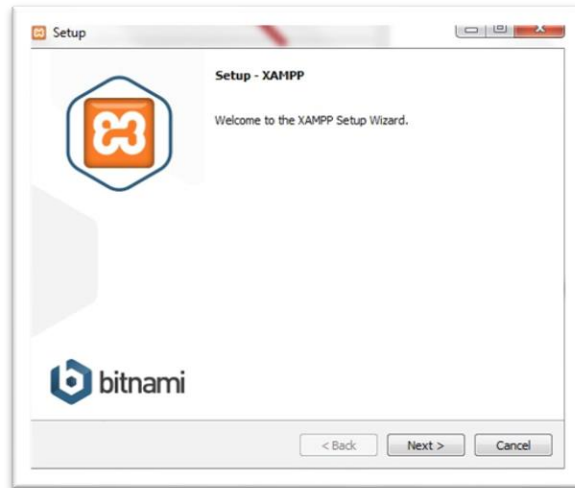 Setup
Setup - XAMPP
Welcome to the XAMPP Setup Wizard.
bitnami
< Back Next > Cancel